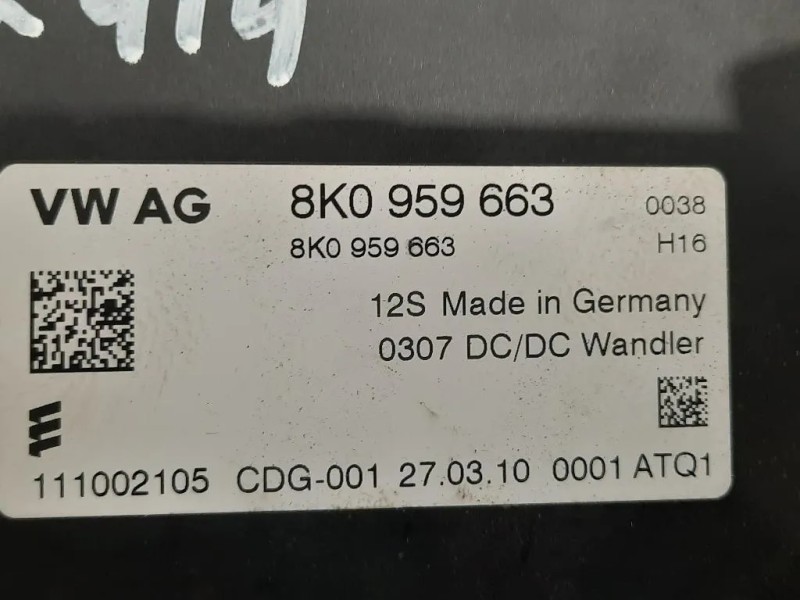 VW AG 8K0 959 663 0038
8K0 959 663 H16
12S Made in Germany
0307 DC/DC Wandler
111002105 CDG-001 27.03.10 0001 ATQ1